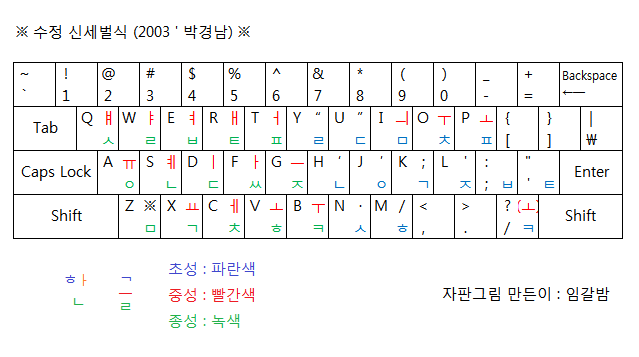 ※ 수정 신세벌식 (2003 ' 박경남) ※
~ ! @ # $ % ^ & * ( ) _ + Backspace
` 1 2 3 4 5 6 7 8 9 0 - = ←─
Tab Q ㅒ W ㅑ E ㅕ R ㅐ T ㅓ Y “ U ” I ㅢ O ㅜ P ㅗ { } |
ㅅ ㄹ ㅂ ㅌ ㅍ ㄹ ㄷ ㅁ ㅊ ㅍ [ ] ₩
Caps Lock A ㅠ S ㅖ D ㅣ F ㅏ G ㅡ H ‘ J ’ K ; L ' : " Enter
ㅇ ㄴ ㄷ ㅆ ㅈ ㄴ ㅇ ㄱ ㅈ ; ㅂ ' ㅌ
Shift Z ※ X ㅛ C ㅔ V ㅗ B ㅜ N · M / < > ? (ㅗ) Shift
ㅁ ㄱ ㅊ ㅎ ㅋ ㅅ ㅎ , . / ㅋ
ㅎㅏ ㄱ
ㄴ ㅡ
ㄹ
초성 : 파란색
중성 : 빨간색
종성 : 녹색
자판그림 만든이 : 임갈밤